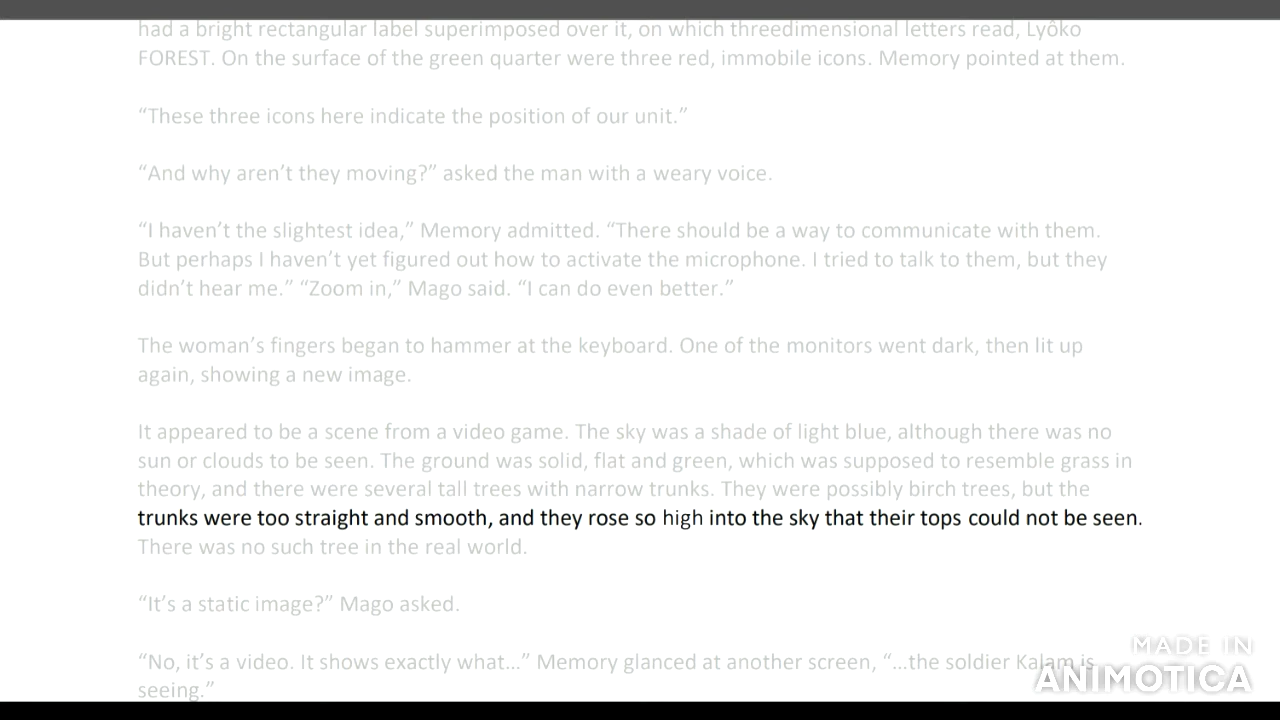 had a bright rectangular label superimposed over it, on which threedimensional letters read, Lyôko
FOREST. On the surface of the green quarter were three red, immobile icons. Memory pointed at them.
“These three icons here indicate the position of our unit.”
“And why aren’t they moving?” asked the man with a weary voice.
“I haven’t the slightest idea,” Memory admitted. “There should be a way to communicate with them.
But perhaps I haven’t yet figured out how to activate the microphone. I tried to talk to them, but they
didn’t hear me.” “Zoom in,” Mago said. “I can do even better.”
The woman’s fingers began to hammer at the keyboard. One of the monitors went dark, then lit up
again, showing a new image.
It appeared to be a scene from a video game. The sky was a shade of light blue, although there was no
sun or clouds to be seen. The ground was solid, flat and green, which was supposed to resemble grass in
theory, and there were several tall trees with narrow trunks. They were possibly birch trees, but the
trunks were too straight and smooth, and they rose so high into the sky that their tops could not be seen.
There was no such tree in the real world.
“It’s a static image?” Mago asked.
“No, it’s a video. It shows exactly what…” Memory glanced at another screen, “…the soldier Kalam is
seeing.”
MADE IN
ANIMOTICA